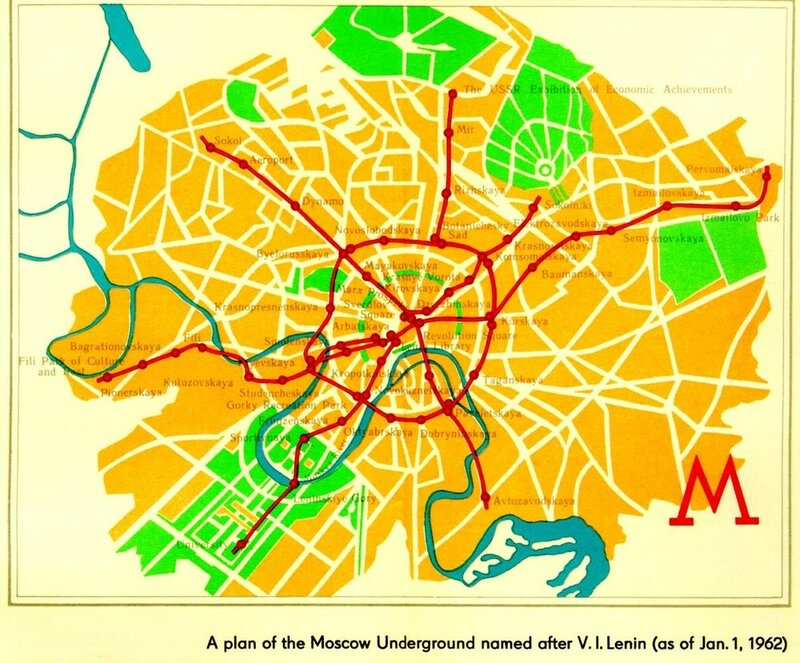 The USSR Exhibition of Economic Achievements
Mir
Sokol
Aeroport
Pervomaiskaya
Rizhskaya
Izmailovskaya
Dynamo
Sokolniki
Izmailovo Park
Novoslobodskaya
Botanichesky
Sad
Elektrozavodskaya
Semyonovskaya
Krasnoselskaya
Byelorusskaya
Komsomolskaya
Mayakovskaya
Krasniye Vorota
Baumanskaya
Marx Prospekt
Kirovskaya
Krasnopresnenskaya
Sverdlov
Square
Dzerzhinskaya
Kurskaya
Arbatskaya
Revolution Square
Smolenskaya
Lenin Library
Bagrationovskaya
Fili
Fili Park of Culture
and Rest
Kiyevskaya
Kropotkinskaya
Taganskaya
Pionerskaya
Kutuzovskaya
Studencheskaya
Novokuznetskaya
Gorky Recreation Park
Paveletskaya
Frunzenskaya
Oktyabrskaya
Dobryninskaya
Sportivnaya
Leninskiye Gory
Avtozavodskaya
University
M
A plan of the Moscow Underground named after V. I. Lenin (as of Jan. 1, 1962)